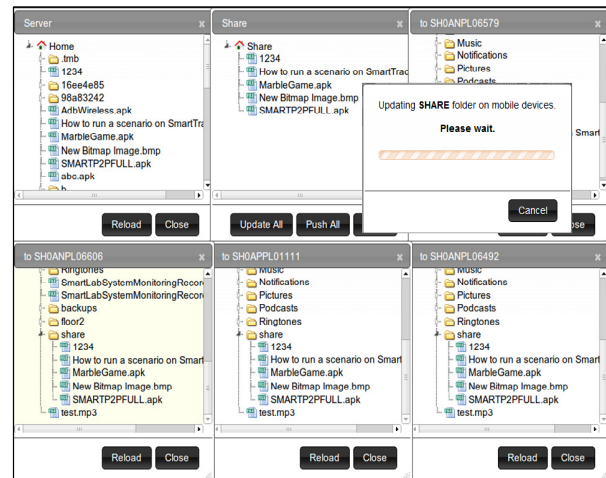 Server x
Home
.tmb
1234
16ee4e85
98a83242
AdhWireless.apk
How to run a scenario on SmartTra
MarbleGame.apk
New Bitmap Image.bmp
SMARTP2PFULL.apk
abc.apk
b
Reload Close
Share x
Share
1234
How to run a scenario on SmartTrac
MarbleGame.apk
New Bitmap Image.bmp
SMARTP2PFULL.apk
Update All Push All
to SH0ANPL06579 x
Music
Notifications
Pictures
Podcasts
Smart
Updating SHARE folder on mobile devices.
Please wait.
Cancel
ose
to SH0ANPL06606 x
Ringtones
SmartLabSystemMonitoringRecor
SmartLabSystemMonitoringRecor
backups
floor2
share
1234
How to run a scenario on Smart
MarbleGame.apk
New Bitmap Image.bmp
SMARTP2PFULL.apk
test.mp3
Reload Close
to SH0APPL01111 x
Music
Notifications
Pictures
Podcasts
Ringtones
share
1234
How to run a scenario on Smart
MarbleGame.apk
New Bitmap Image.bmp
SMARTP2PFULL.apk
test.mp3
Reload Close
to SH0ANPL06492 x
Music
Notifications
Pictures
Podcasts
Ringtones
share
1234
How to run a scenario on Smart
MarbleGame.apk
New Bitmap Image.bmp
SMARTP2PFULL.apk
test.mp3
Reload Close